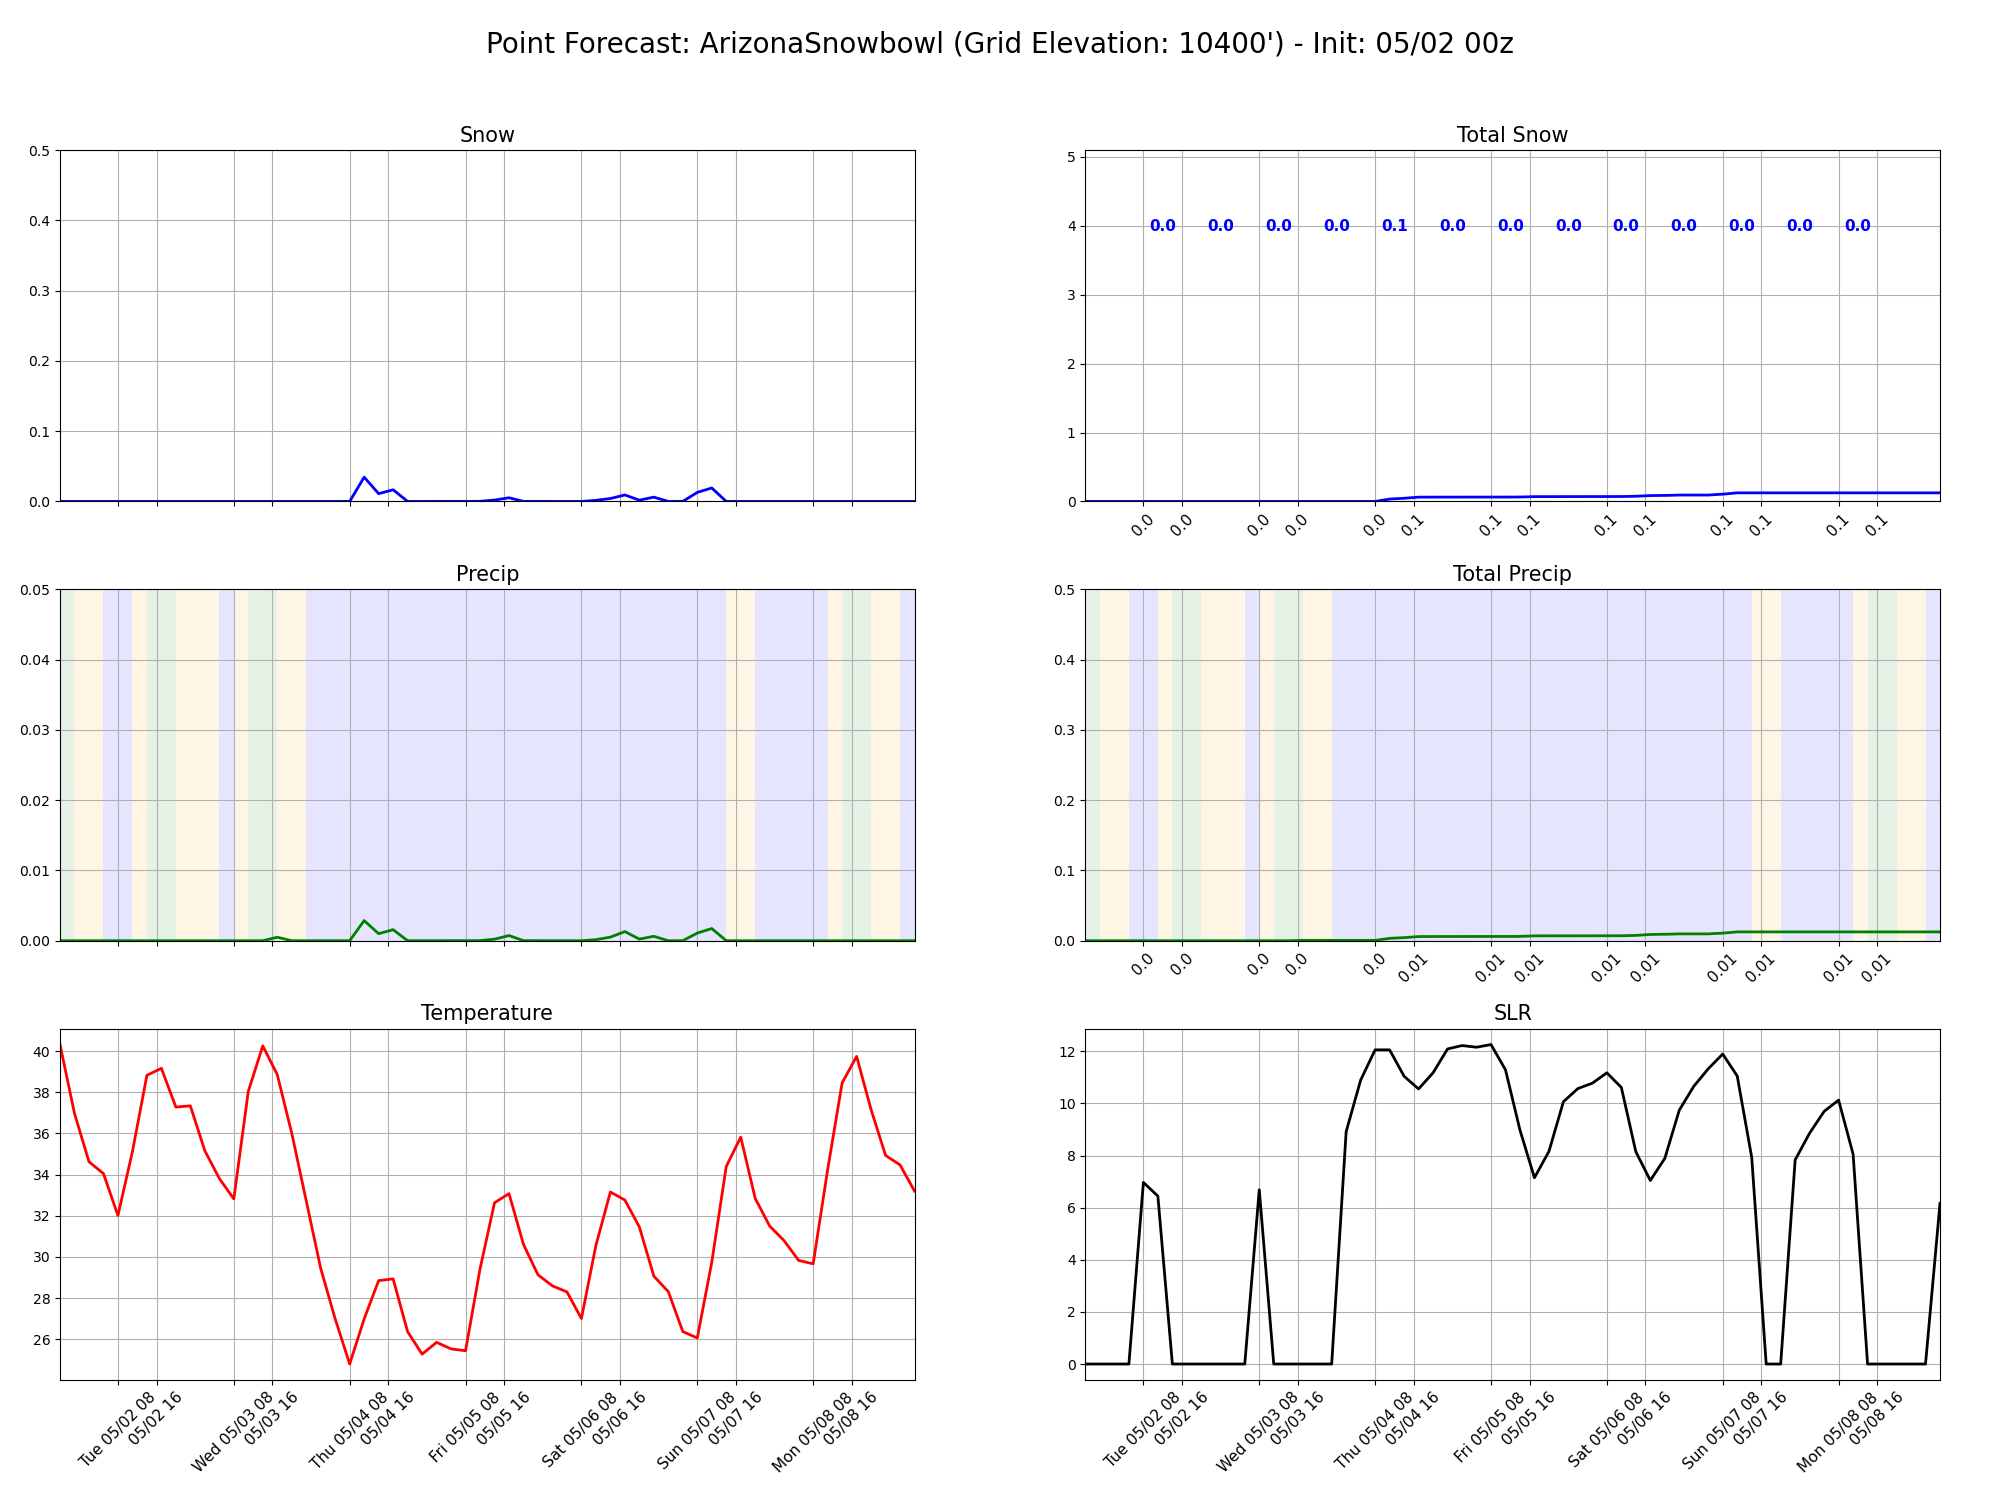 Point Forecast: ArizonaSnowbowl (Grid Elevation: 10400') - Init: 05/02 00z
Snow
0.5
0.4
0.3
0.2
0.1
0.0
Total Snow
5
4
3
2
1
0
0.0 0.0 0.0 0.0 0.1 0.0 0.0 0.0 0.0 0.0 0.0 0.0 0.0
0.0 0.0 0.0 0.0 0.0 0.1 0.1 0.1 0.1 0.1 0.1 0.1 0.1 0.1
Precip
0.05
0.04
0.03
0.02
0.01
0.00
Total Precip
0.5
0.4
0.3
0.2
0.1
0.0
0.0 0.0 0.0 0.0 0.0 0.01 0.01 0.01 0.01 0.01 0.01 0.01 0.01 0.01
Temperature
40
38
36
34
32
30
28
26
Tue 05/02 08
05/02 16
Wed 05/03 08
05/03 16
Thu 05/04 08
05/04 16
Fri 05/05 08
05/05 16
Sat 05/06 08
05/06 16
Sun 05/07 08
05/07 16
Mon 05/08 08
05/08 16
SLR
12
10
8
6
4
2
0
Tue 05/02 08
05/02 16
Wed 05/03 08
05/03 16
Thu 05/04 08
05/04 16
Fri 05/05 08
05/05 16
Sat 05/06 08
05/06 16
Sun 05/07 08
05/07 16
Mon 05/08 08
05/08 16